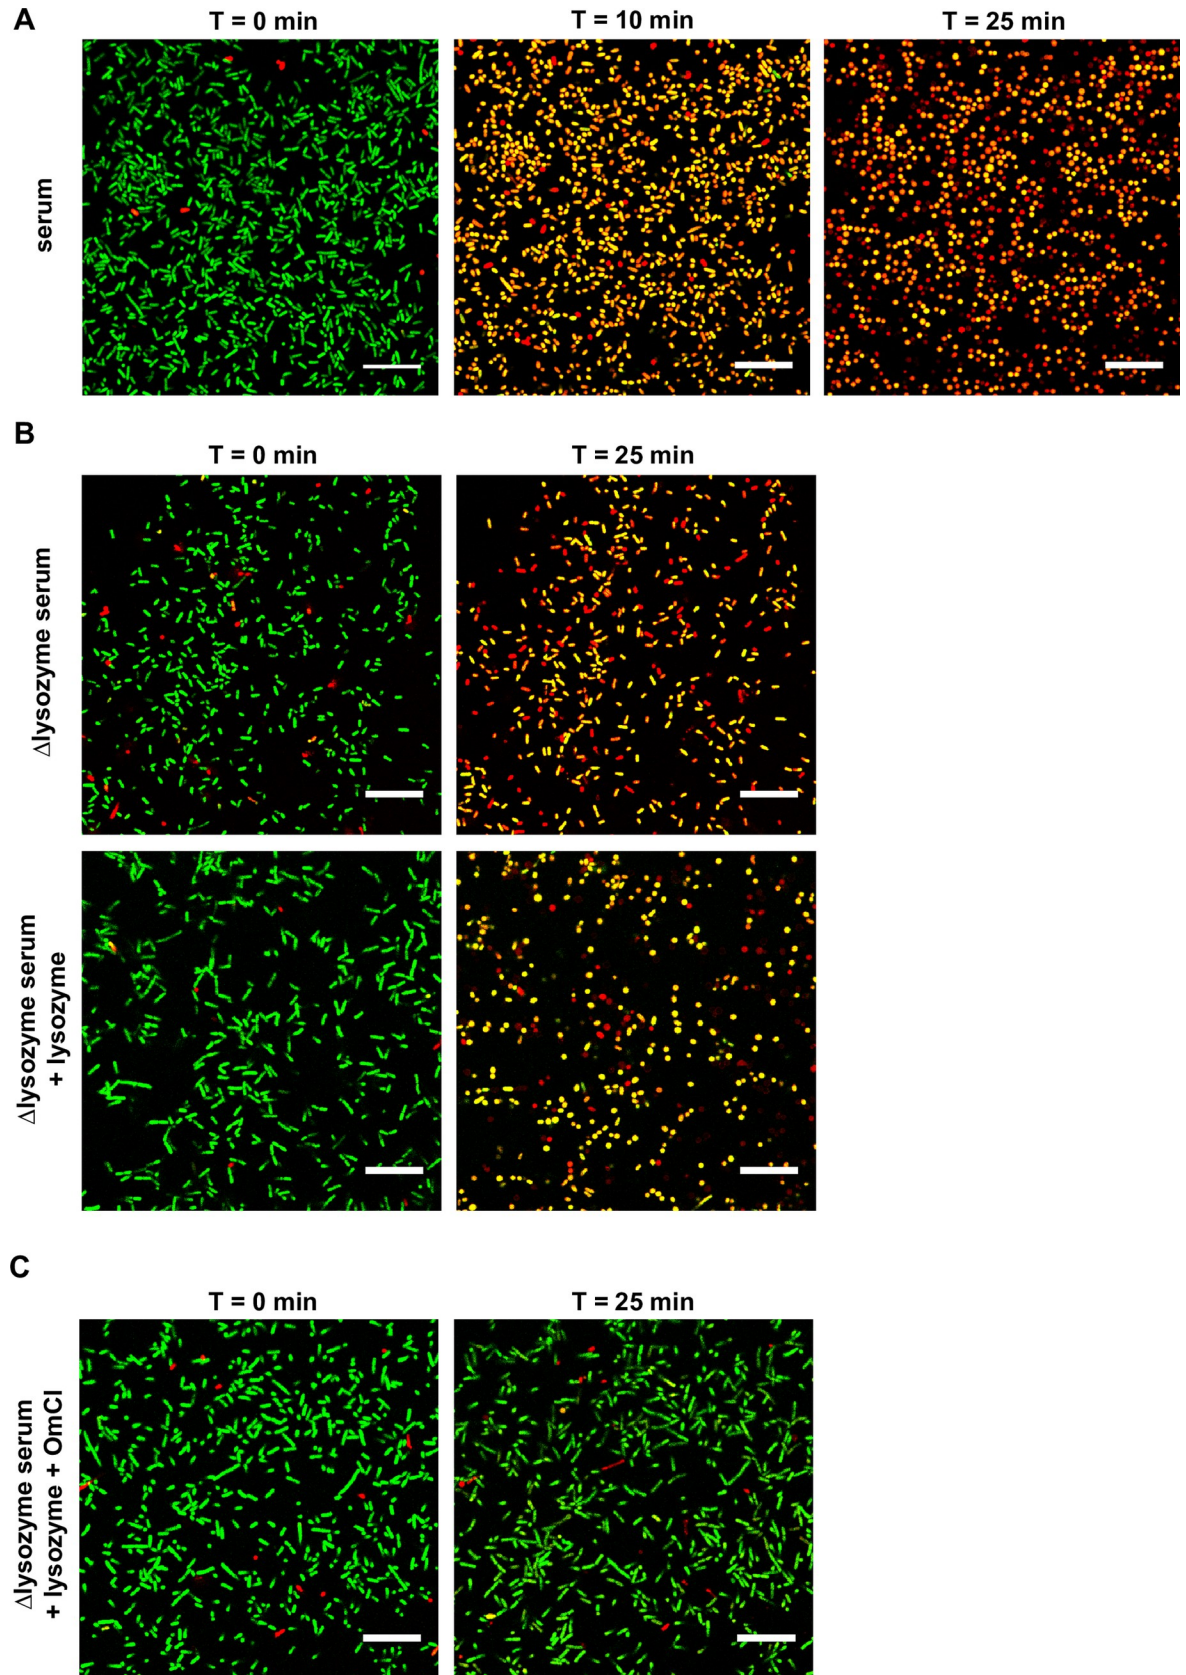 A
T = 0 min
T = 10 min
T = 25 min
serum
B
T = 0 min
T = 25 min
Δlysozyme serum
Δlysozyme serum
+ lysozyme
C
T = 0 min
T = 25 min
Δlysozyme serum
+ lysozyme + OmCI